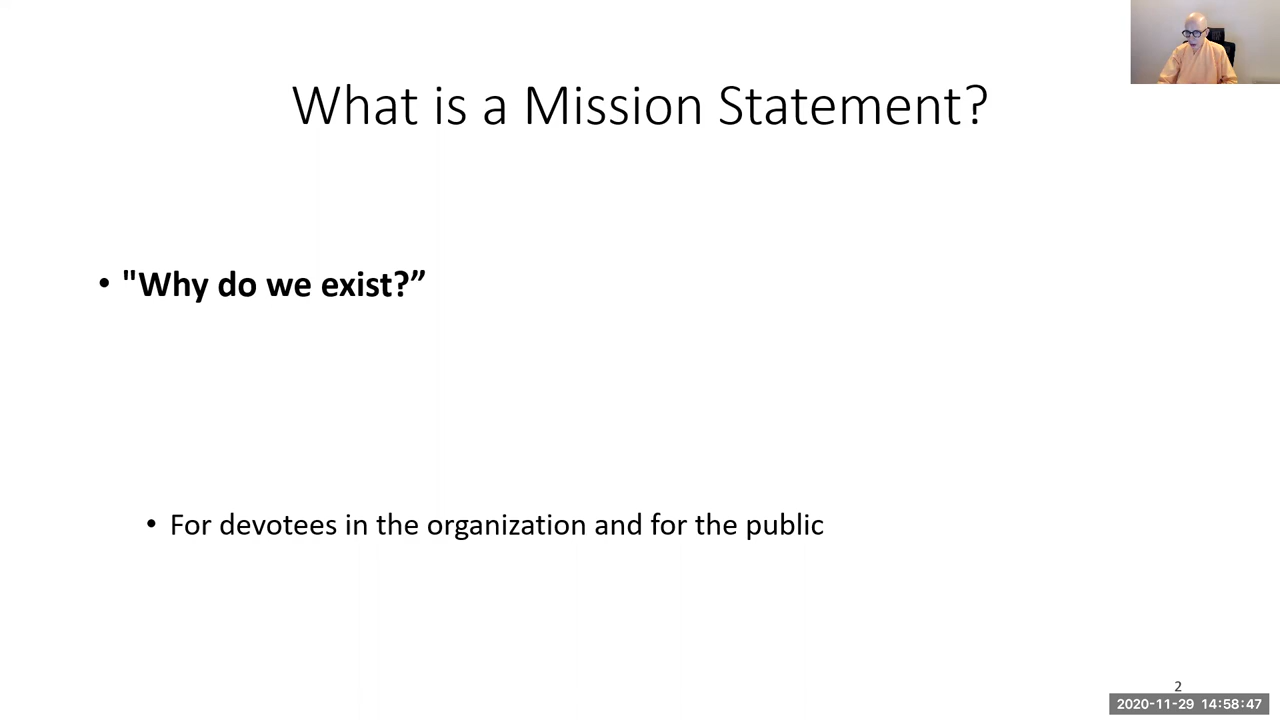 What is a Mission Statement?
• "Why do we exist?”
• For devotees in the organization and for the public
2
2020-11-29 14:58:47